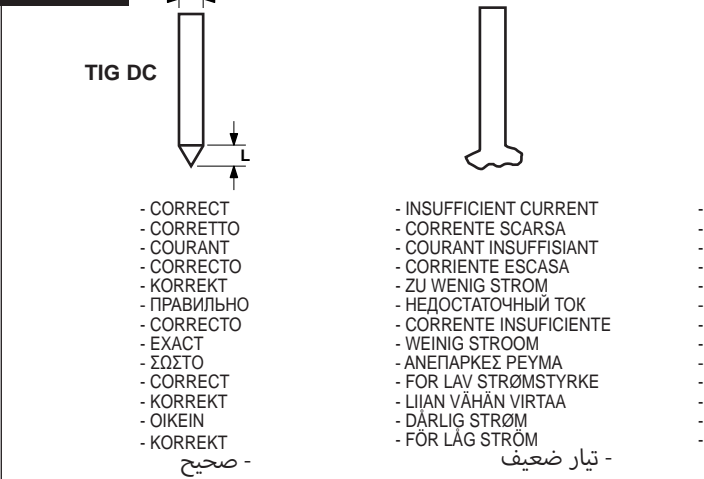 TIG DC
L
- CORRECT
- CORRETTO
- COURANT
- CORRECTO
- KORREKT
- ПРАВИЛЬНО
- CORRECTO
- EXACT
- ΣΩΣΤΟ
- CORRECT
- KORREKT
- OIKEIN
- KORREKT
- صحيح
- INSUFFICIENT CURRENT
- CORRENTE SCARSA
- COURANT INSUFFISIANT
- CORRIENTE ESCASA
- ZU WENIG STROM
- НЕДОСТАТОЧНЫЙ ТОК
- CORRENTE INSUFICIENTE
- WEINIG STROOM
- ΑΝΕΠΑΡΚΕΣ ΡΕΥΜΑ
- FOR LAV STRØMSTYRKE
- LIIAN VÄHÄN VIRTAA
- DÅRLIG STRØM
- FÖR LÅG STRÖM
- تيار ضعيف